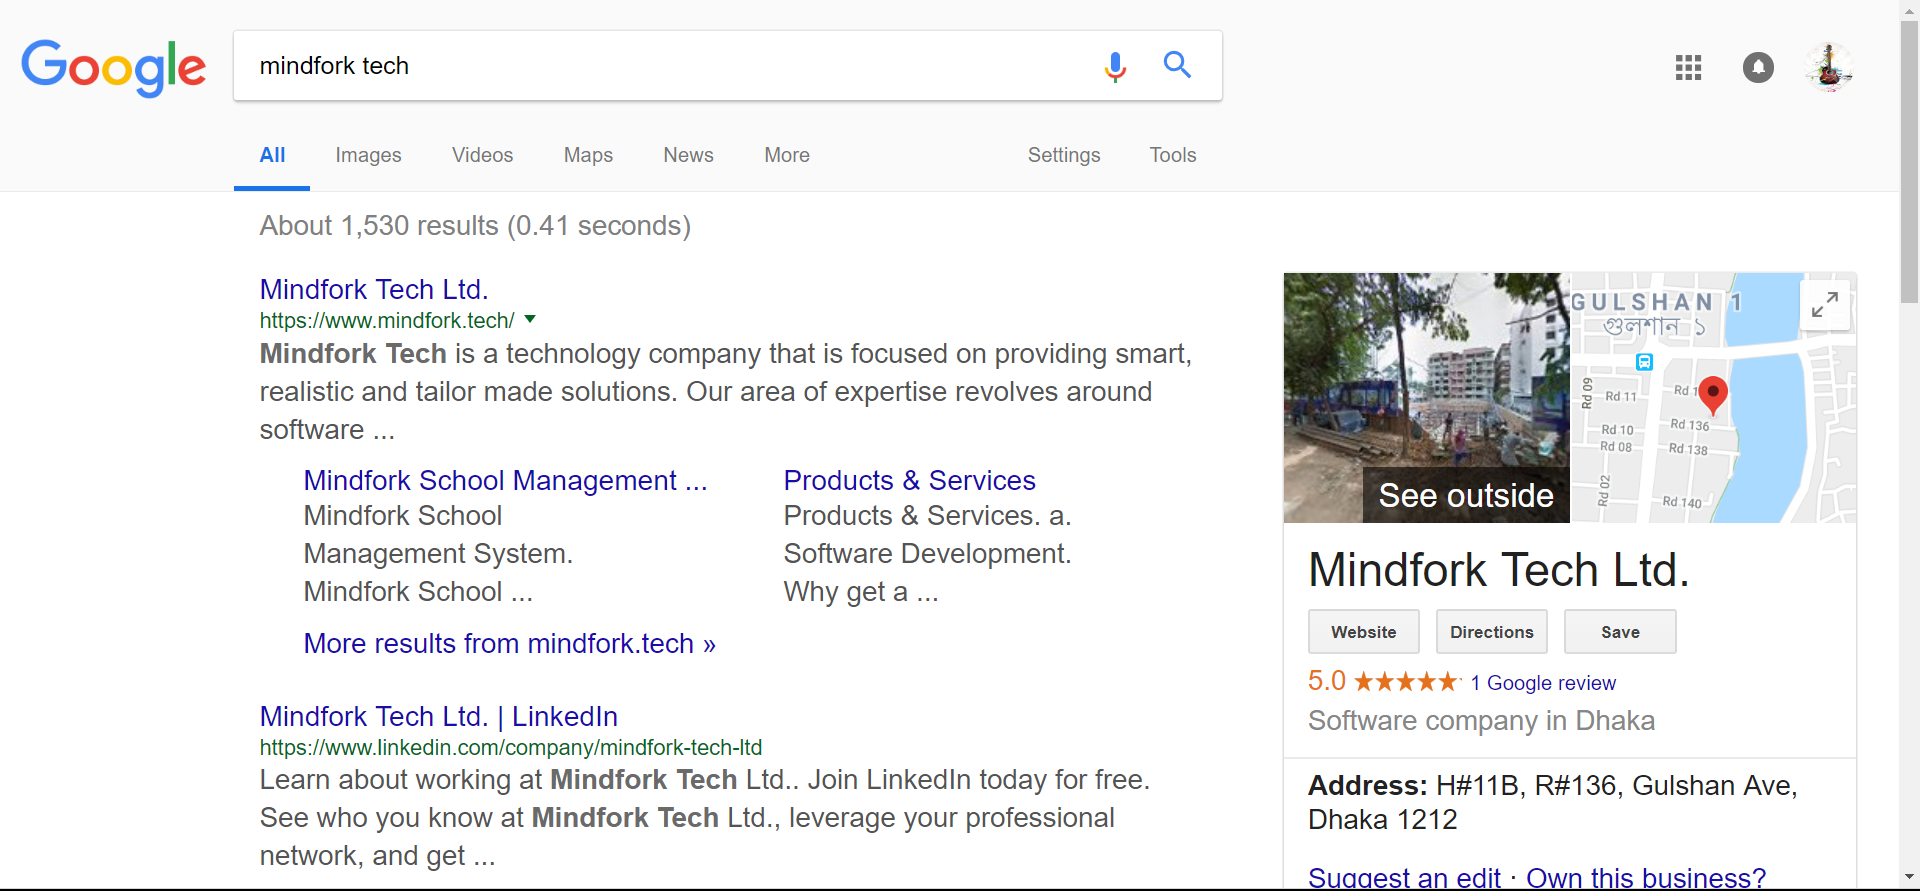 Google
mindfork tech
All Images Videos Maps News More Settings Tools
About 1,530 results (0.41 seconds)
Mindfork Tech Ltd.
https://www.mindfork.tech/
Mindfork Tech is a technology company that is focused on providing smart,
realistic and tailor made solutions. Our area of expertise revolves around
software ...
Mindfork School Management ...
Mindfork School
Management System.
Mindfork School ...
Products & Services
Products & Services. a.
Software Development.
Why get a ...
More results from mindfork.tech »
Mindfork Tech Ltd. | LinkedIn
https://www.linkedin.com/company/mindfork-tech-ltd
Learn about working at Mindfork Tech Ltd.. Join LinkedIn today for free.
See who you know at Mindfork Tech Ltd., leverage your professional
network, and get ...
See outside
GULSHAN 1
গুলশান ১
Rd 09
Rd 11
Rd 10
Rd 136
Rd 08
Rd 138
Rd 02
Rd 140
Mindfork Tech Ltd.
Website Directions Save
5.0 1 Google review
Software company in Dhaka
Address: H#11B, R#136, Gulshan Ave,
Dhaka 1212
Suggest an edit · Own this business?